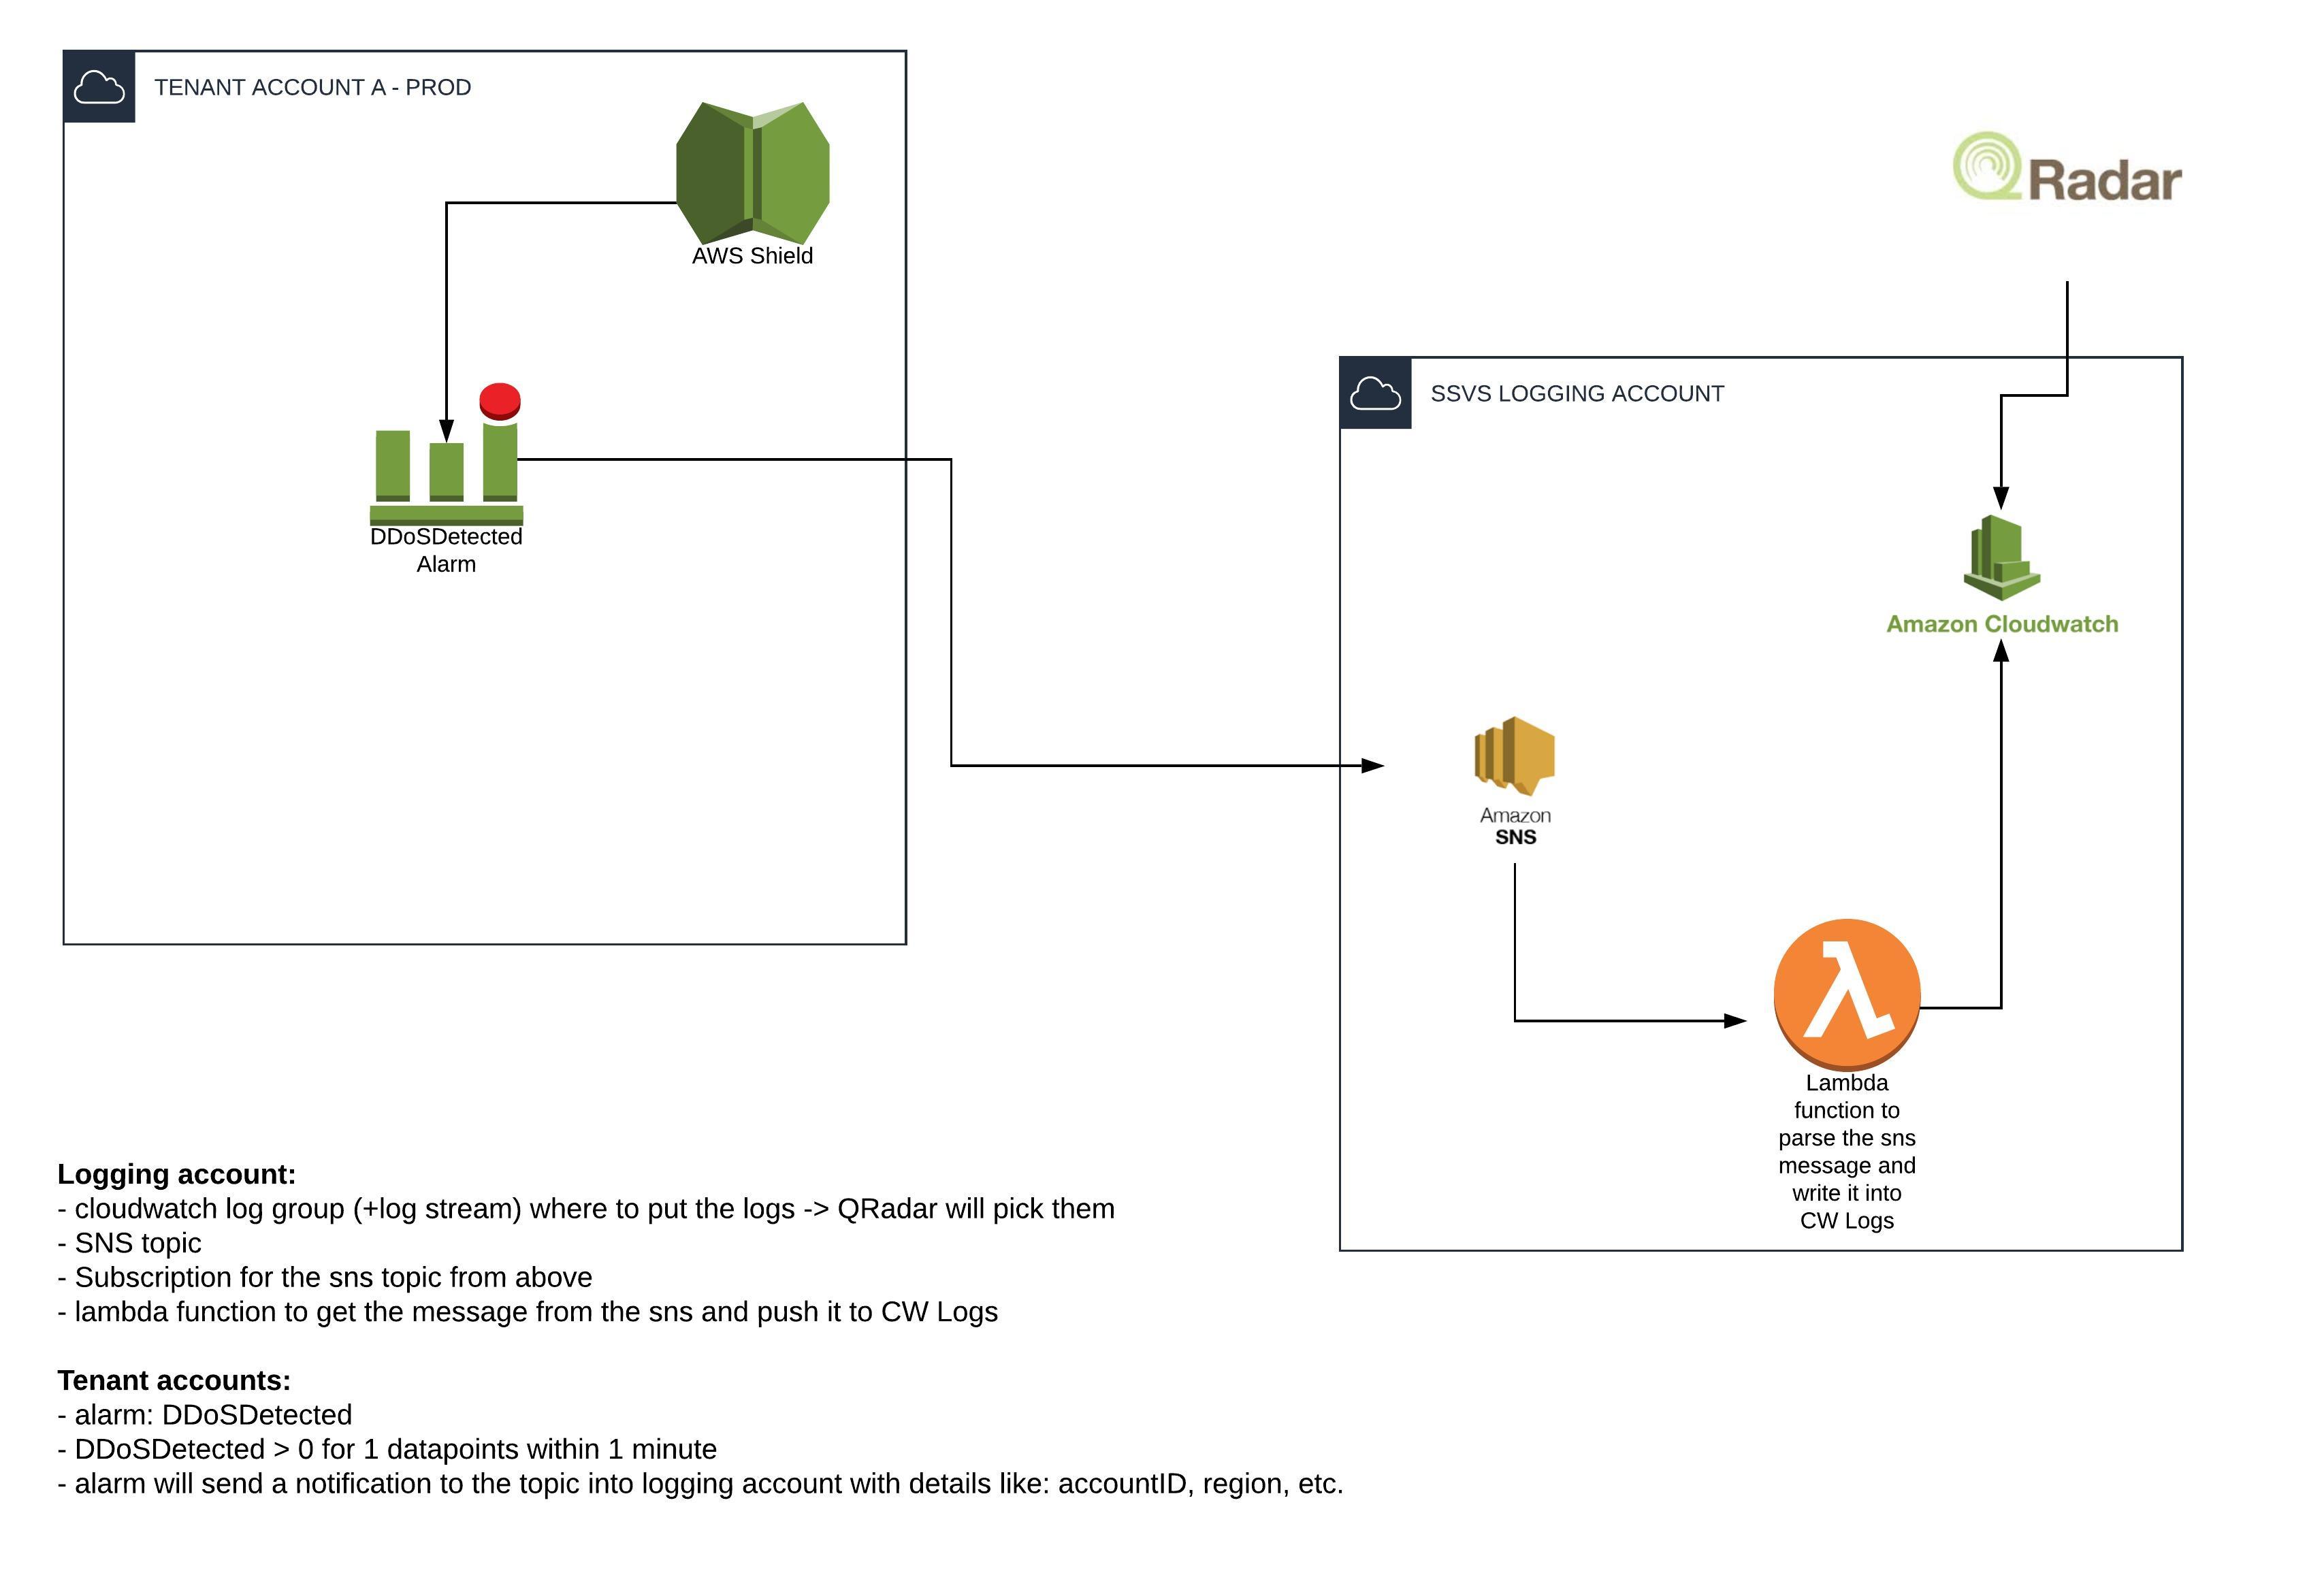 TENANT ACCOUNT A - PROD
AWS Shield
QRadar
SSVS LOGGING ACCOUNT
DDoSDetected
Alarm
Amazon Cloudwatch
Amazon
SNS
Lambda
function to
parse the sns
message and
write it into
CW Logs
Logging account:
- cloudwatch log group (+log stream) where to put the logs -> QRadar will pick them
- SNS topic
- Subscription for the sns topic from above
- lambda function to get the message from the sns and push it to CW Logs
Tenant accounts:
- alarm: DDoSDetected
- DDoSDetected > 0 for 1 datapoints within 1 minute
- alarm will send a notification to the topic into logging account with details like: accountID, region, etc.